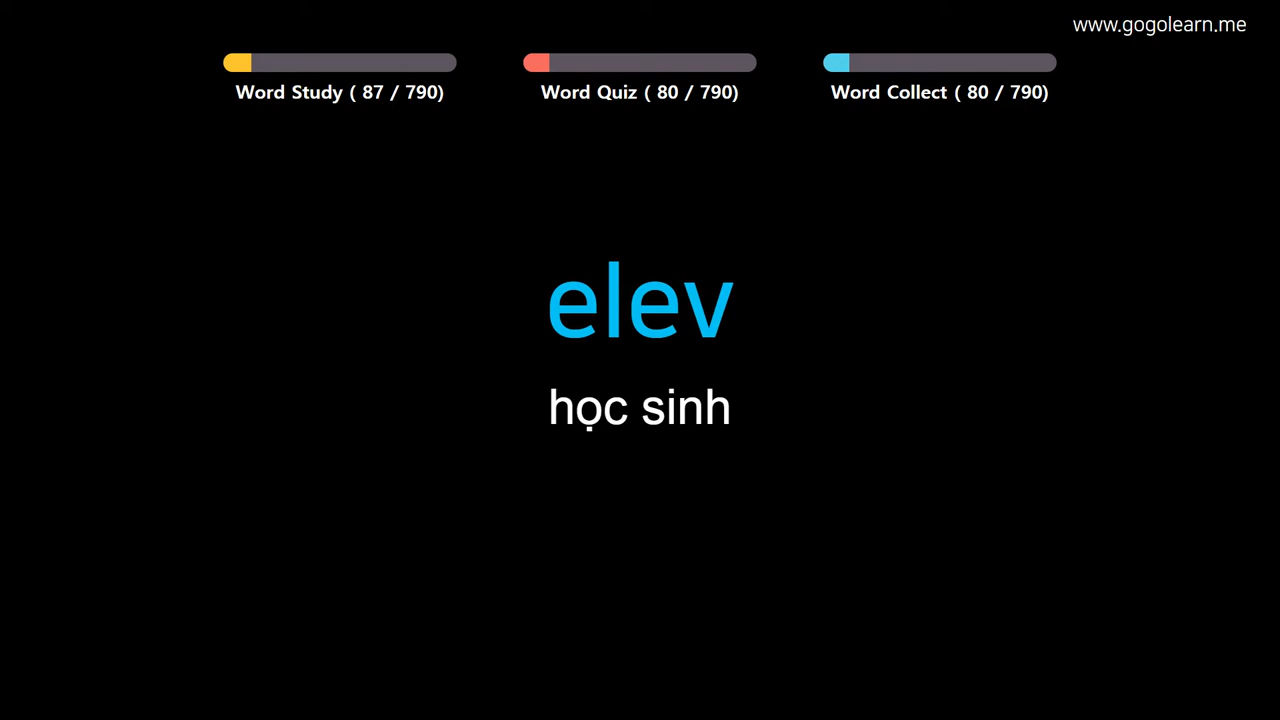 www.gogolearn.me
Word Study ( 87 / 790)
Word Quiz ( 80 / 790)
Word Collect ( 80 / 790)
elev
học sinh